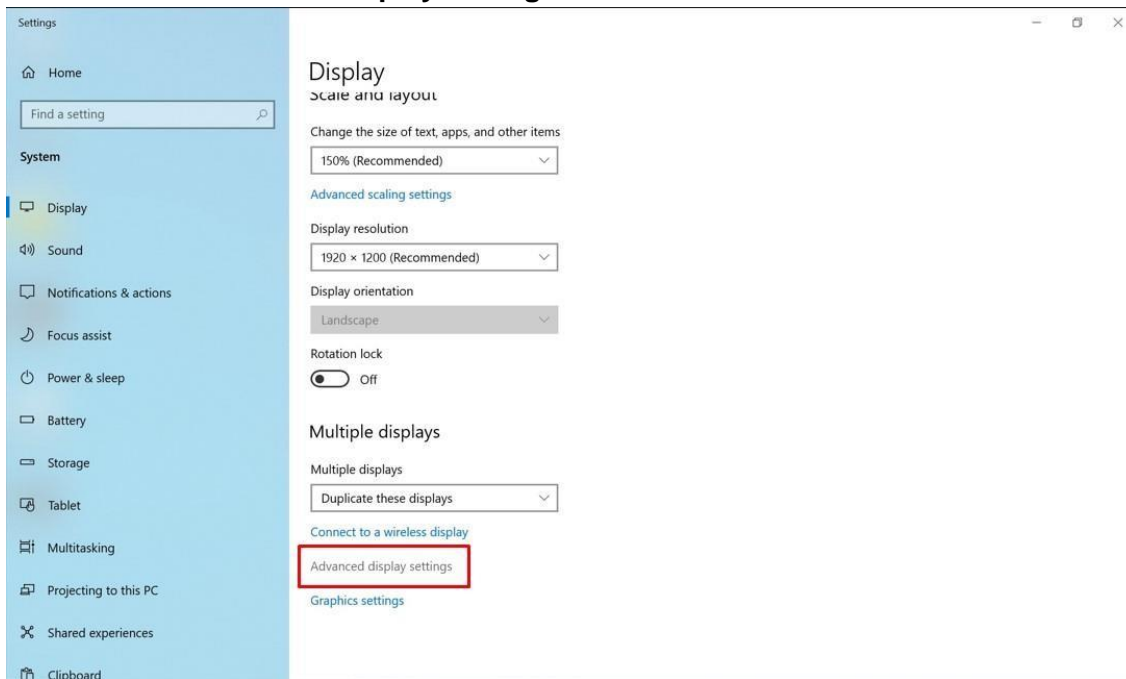 Settings
Home
Find a setting
System
Display
Sound
Notifications & actions
Focus assist
Power & sleep
Battery
Storage
Tablet
Multitasking
Projecting to this PC
Shared experiences
Clipboard
Display
Scale and layout
Change the size of text, apps, and other items
150% (Recommended)
Advanced scaling settings
Display resolution
1920 × 1200 (Recommended)
Display orientation
Landscape
Rotation lock
Off
Multiple displays
Multiple displays
Duplicate these displays
Connect to a wireless display
Advanced display settings
Graphics settings